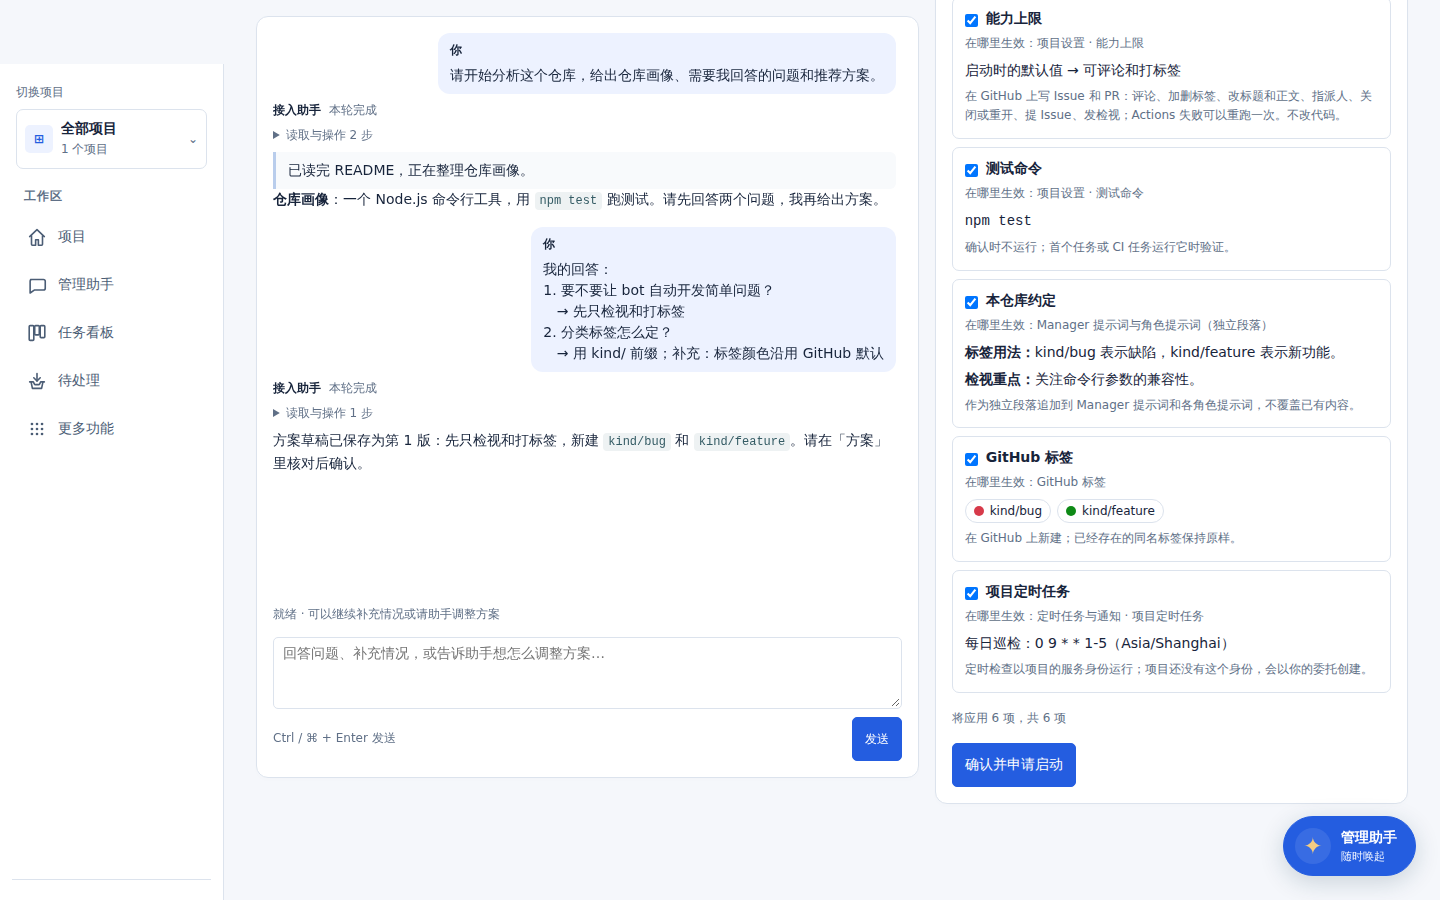 切换项目
全部项目
1 个项目
工作区
项目
管理助手
任务看板
待处理
更多功能
你
请开始分析这个仓库，给出仓库画像、需要我回答的问题和推荐方案。
接入助手 本轮完成
读取与操作 2 步
已读完 README，正在整理仓库画像。
仓库画像：一个 Node.js 命令行工具，用 npm test 跑测试。请先回答两个问题，我再给出方案。
你
我的回答：
1. 要不要让 bot 自动开发简单问题？
→ 先只检视和打标签
2. 分类标签怎么定？
→ 用 kind/ 前缀；补充：标签颜色沿用 GitHub 默认
接入助手 本轮完成
读取与操作 1 步
方案草稿已保存为第 1 版：先只检视和打标签，新建 kind/bug 和 kind/feature。请在「方案」
里核对后确认。
就绪 · 可以继续补充情况或请助手调整方案
回答问题、补充情况，或告诉助手想怎么调整方案…
Ctrl / ⌘ + Enter 发送
发送
能力上限
在哪里生效：项目设置 · 能力上限
启动时的默认值 → 可评论和打标签
在 GitHub 上写 Issue 和 PR：评论、加删标签、改标题和正文、指派人、关
闭或重开、提 Issue、发检视；Actions 失败可以重跑一次。不改代码。
测试命令
在哪里生效：项目设置 · 测试命令
npm test
确认时不运行；首个任务或 CI 任务运行它时验证。
本仓库约定
在哪里生效：Manager 提示词与角色提示词（独立段落）
标签用法：kind/bug 表示缺陷，kind/feature 表示新功能。
检视重点：关注命令行参数的兼容性。
作为独立段落追加到 Manager 提示词和各角色提示词，不覆盖已有内容。
GitHub 标签
在哪里生效：GitHub 标签
kind/bug kind/feature
在 GitHub 上新建；已经存在的同名标签保持原样。
项目定时任务
在哪里生效：定时任务与通知 · 项目定时任务
每日巡检：0 9 * * 1-5（Asia/Shanghai）
定时检查以项目的服务身份运行；项目还没有这个身份，会以你的委托创建。
将应用 6 项，共 6 项
确认并申请启动
管理助手
随时唤起